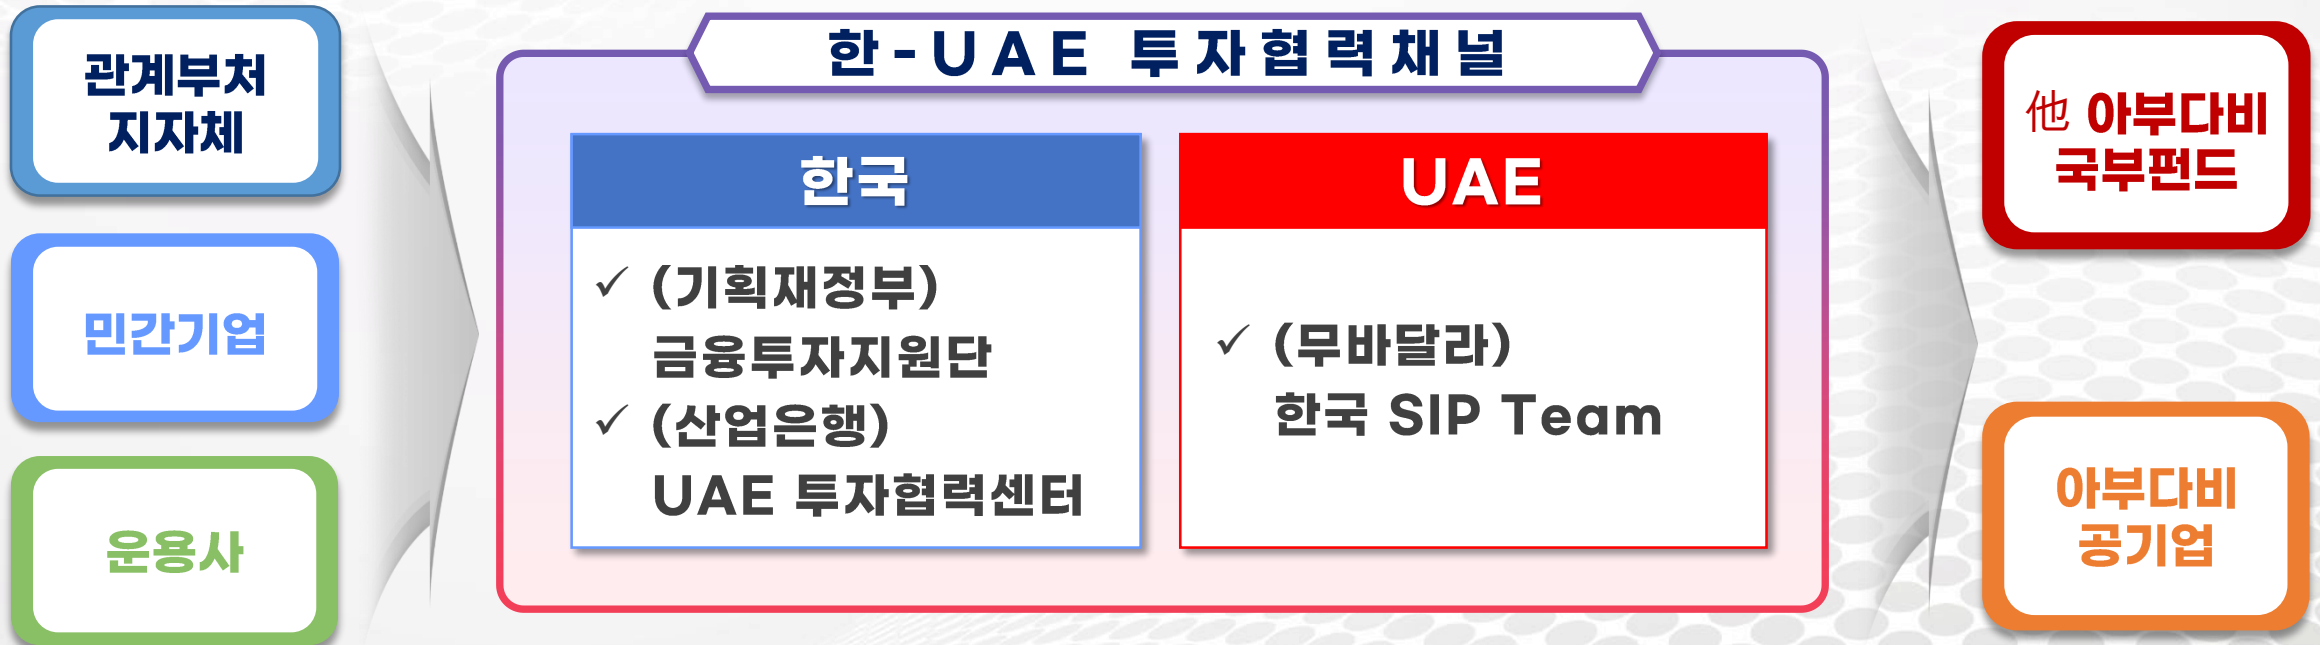 관계부처
지자체
민간기업
운용사
한-UAE 투자협력채널
한국
✓ (기획재정부)
금융투자지원단
✓ (산업은행)
UAE 투자협력센터
UAE
✓ (무바달라)
한국 SIP Team
他 아부다비
국부펀드
아부다비
공기업